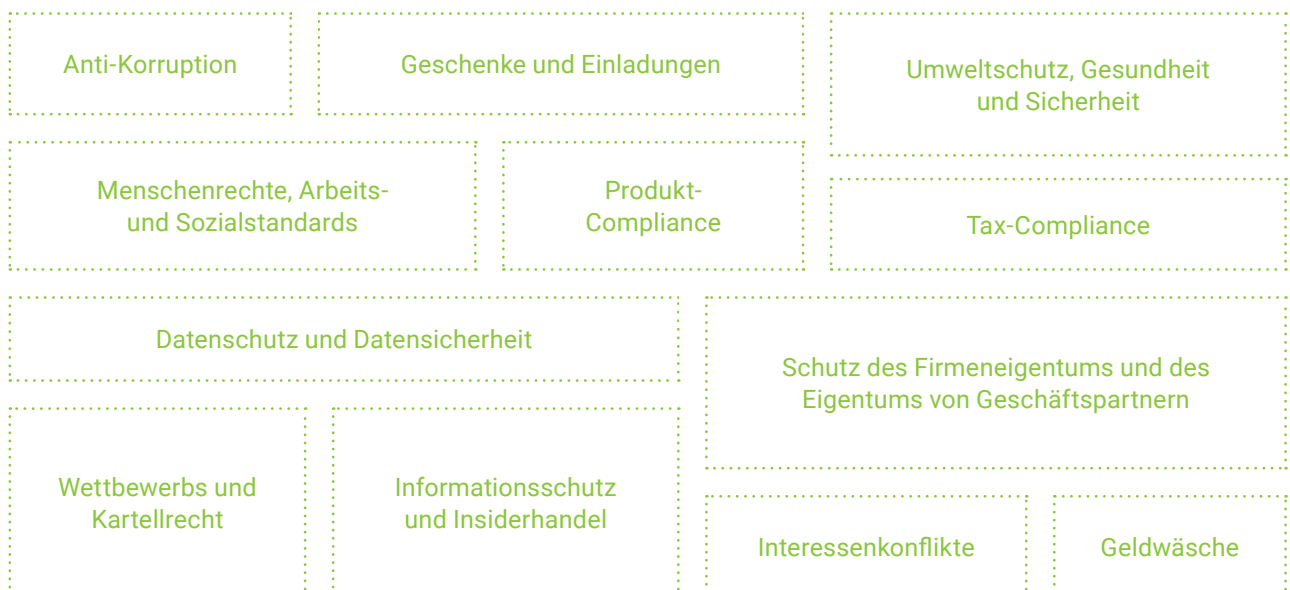 Anti-Korruption
Geschenke und Einladungen
Umweltschutz, Gesundheit
und Sicherheit
Menschenrechte, Arbeits-
und Sozialstandards
Produkt-
Compliance
Tax-Compliance
Datenschutz und Datensicherheit
Schutz des Firmeneigentums und des
Eigentums von Geschäftspartnern
Wettbewerbs und
Kartellrecht
Informationsschutz
und Insiderhandel
Interessenkonflikte
Geldwäsche